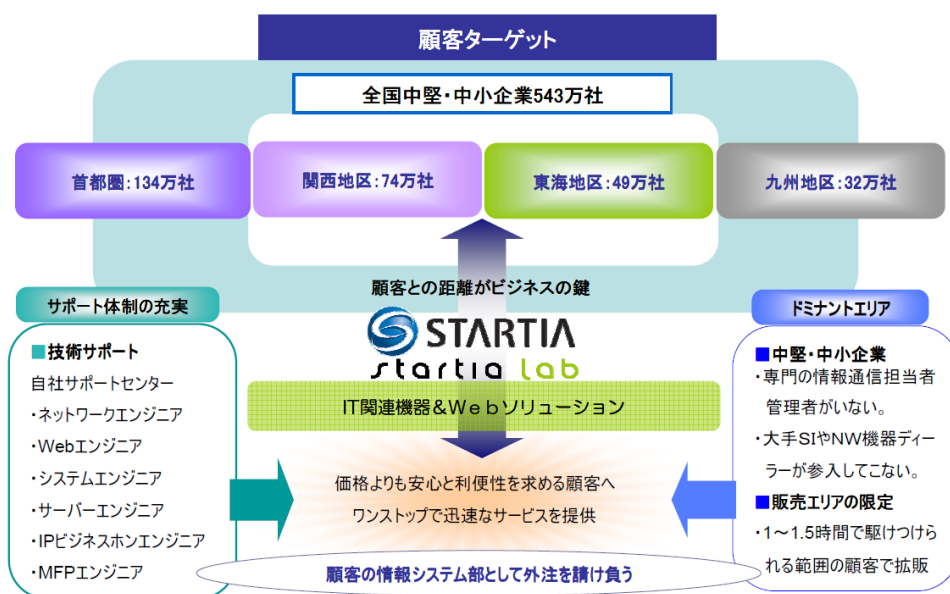 顧客ターゲット
全国中堅・中小企業543万社
首都圏:134万社
関西地区:74万社
東海地区:49万社
九州地区:32万社
顧客との距離がビジネスの鍵
STARTIA
startia lab
IT関連機器&Webソリューション
価格よりも安心と利便性を求める顧客へ
ワンストップで迅速なサービスを提供
顧客の情報システム部として外注を請け負う
サポート体制の充実
■技術サポート
自社サポートセンター
・ネットワークエンジニア
・Webエンジニア
・システムエンジニア
・サーバーエンジニア
・IPビジネスホンエンジニア
・MFPエンジニア
ドミナントエリア
■中堅・中小企業
・専門の情報通信担当者
管理者がいない。
・大手SIやNW機器ディー
ラーが参入してこない。
■販売エリアの限定
・1~1.5時間で駆けつけら
れる範囲の顧客で拡販